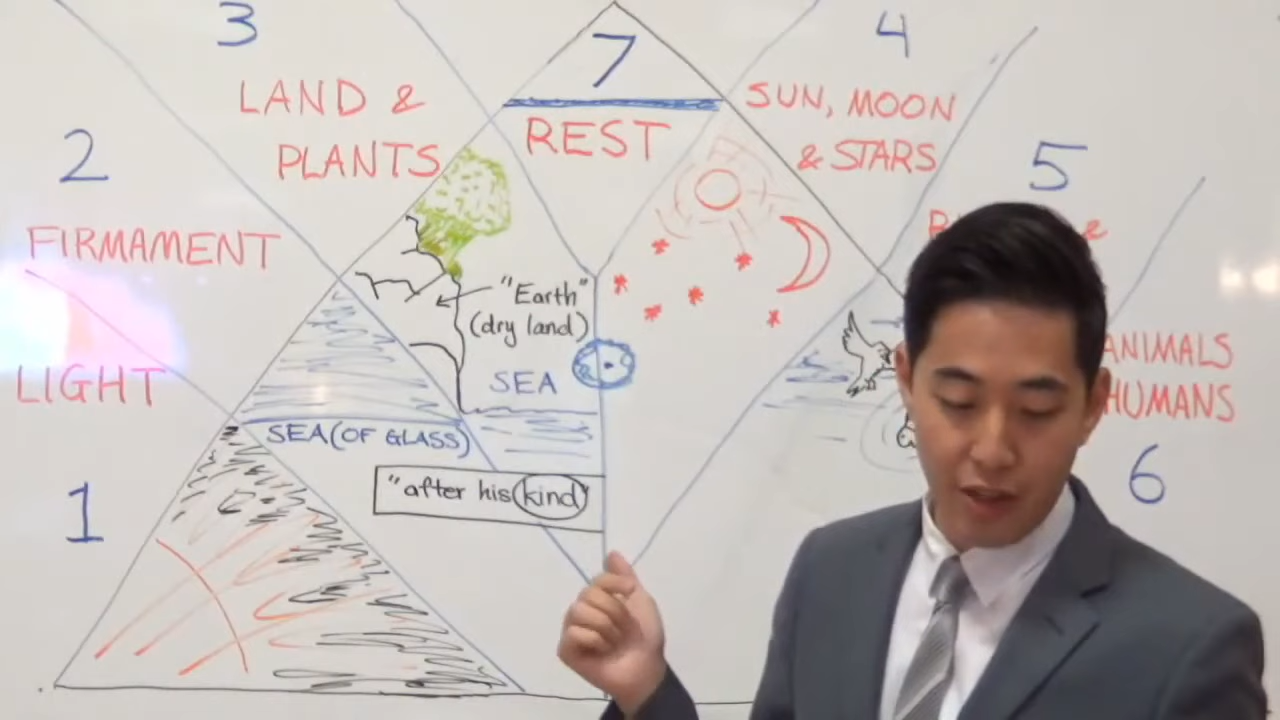 3
LAND &
PLANTS
7
REST
4
SUN, MOON
& STARS
2
FIRMAMENT
5
&
LIGHT
1
"Earth"
(dry land)
SEA
SEA (OF GLASS)
"after his kind"
ANIMALS
HUMANS
6